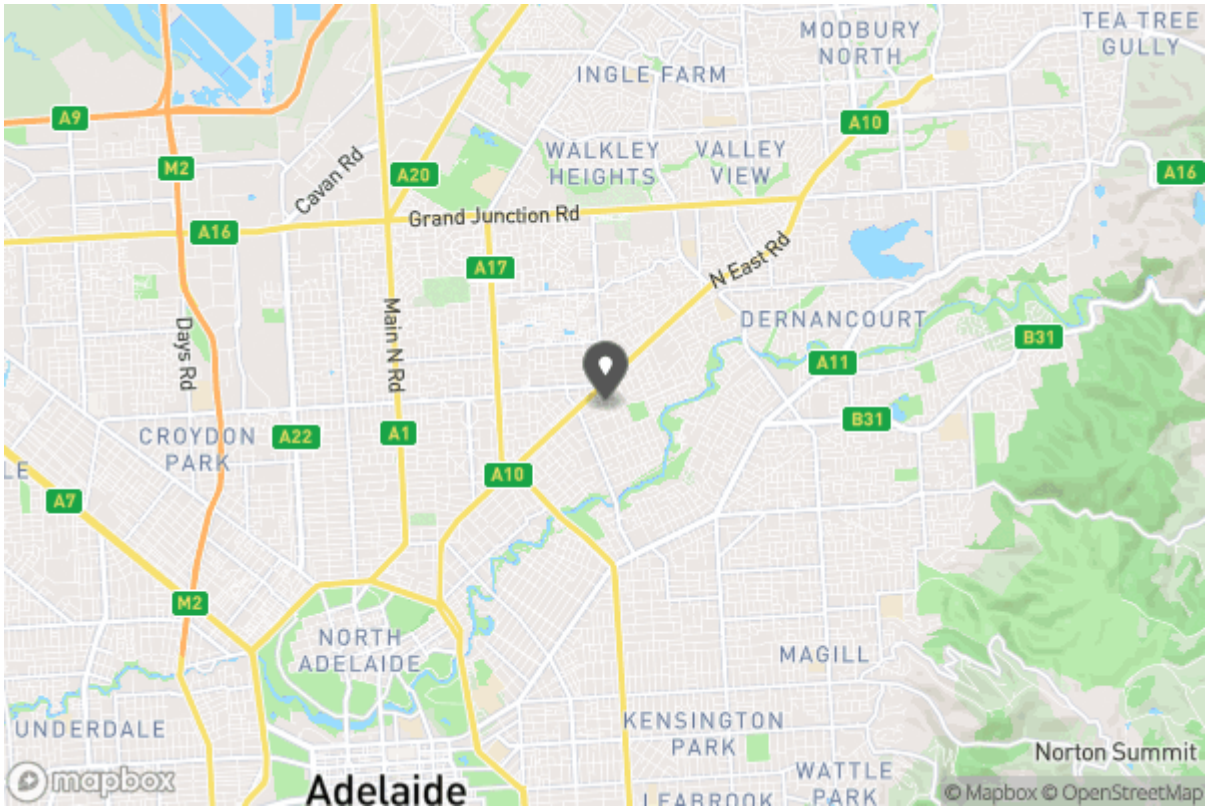 TEA TREE
GULLY
MODBURY
NORTH
INGLE FARM
A9
A10
M2
WALKLEY
HEIGHTS
VALLEY
VIEW
A20
Cavan Rd
A16
Grand Junction Rd
A16
A17
N East Rd
Main N Rd
Days Rd
DERNANCOURT
B31
A11
B31
CROYDON
PARK
A22
A1
LE
A10
A7
M2
NORTH
ADELAIDE
MAGILL
UNDERDALE
KENSINGTON
PARK
Norton Summit
WATTLE
PARK
mapbox
Adelaide
LEABROOK
© Mapbox © OpenStreetMap